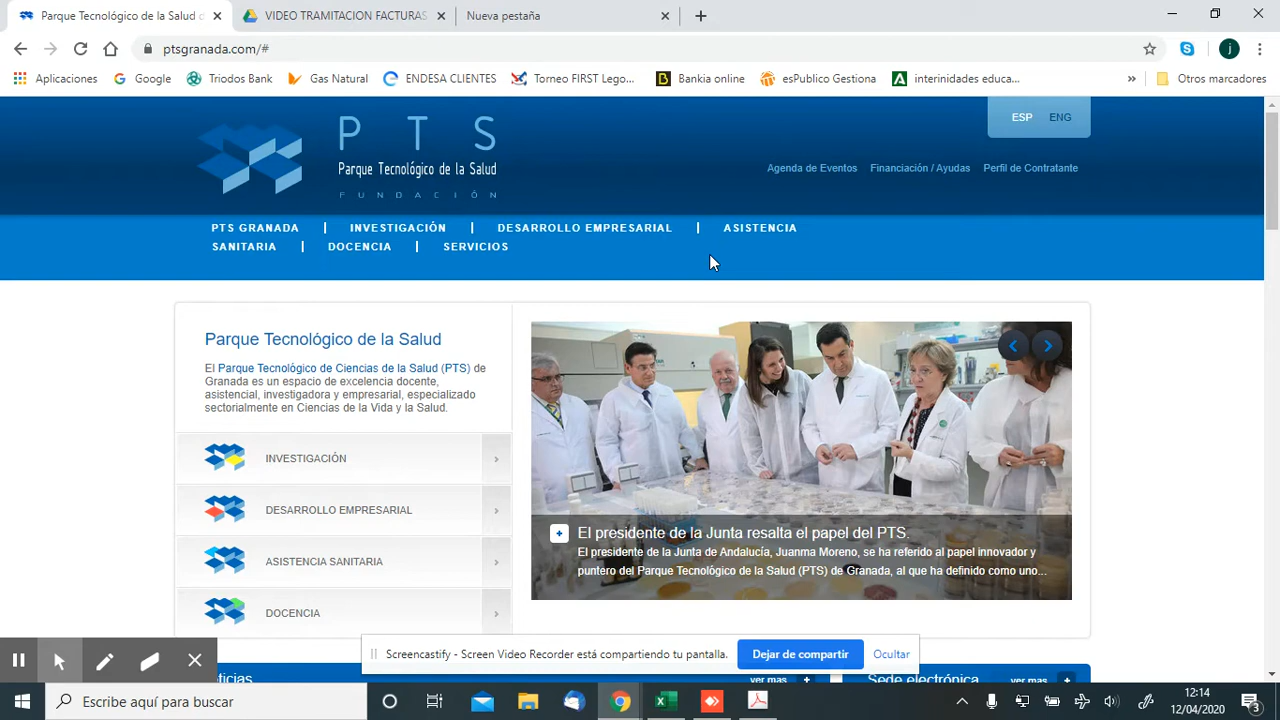 Parque Tecnológico de la Salud d
VIDEO TRAMITACION FACTURAS
Nueva pestaña
ptsgranada.com/#
j
Aplicaciones
Google
Triodos Bank
Gas Natural
ENDESA CLIENTES
Torneo FIRST Lego...
Bankia online
esPublico Gestiona
interinidades educa...
»
Otros marcadores
ESP ENG
P T S
Parque Tecnológico de la Salud
F U N D A C I Ó N
Agenda de Eventos Financiación / Ayudas Perfil de Contratante
PTS GRANADA | INVESTIGACIÓN | DESARROLLO EMPRESARIAL | ASISTENCIA
SANITARIA | DOCENCIA | SERVICIOS
Parque Tecnológico de la Salud
El Parque Tecnológico de Ciencias de la Salud (PTS) de
Granada es un espacio de excelencia docente,
asistencial, investigadora y empresarial, especializado
sectorialmente en Ciencias de la Vida y la Salud.
INVESTIGACIÓN
DESARROLLO EMPRESARIAL
ASISTENCIA SANITARIA
DOCENCIA
El presidente de la Junta resalta el papel del PTS.
El presidente de la Junta de Andalucía, Juanma Moreno, se ha referido al papel innovador y
puntero del Parque Tecnológico de la Salud (PTS) de Granada, al que ha definido como uno...
Screencastify - Screen Video Recorder está compartiendo tu pantalla.
Dejar de compartir
Ocultar
oticias
ver mas
Sede electrónica
ver mas
Escribe aquí para buscar
12:14
12/04/2020
3